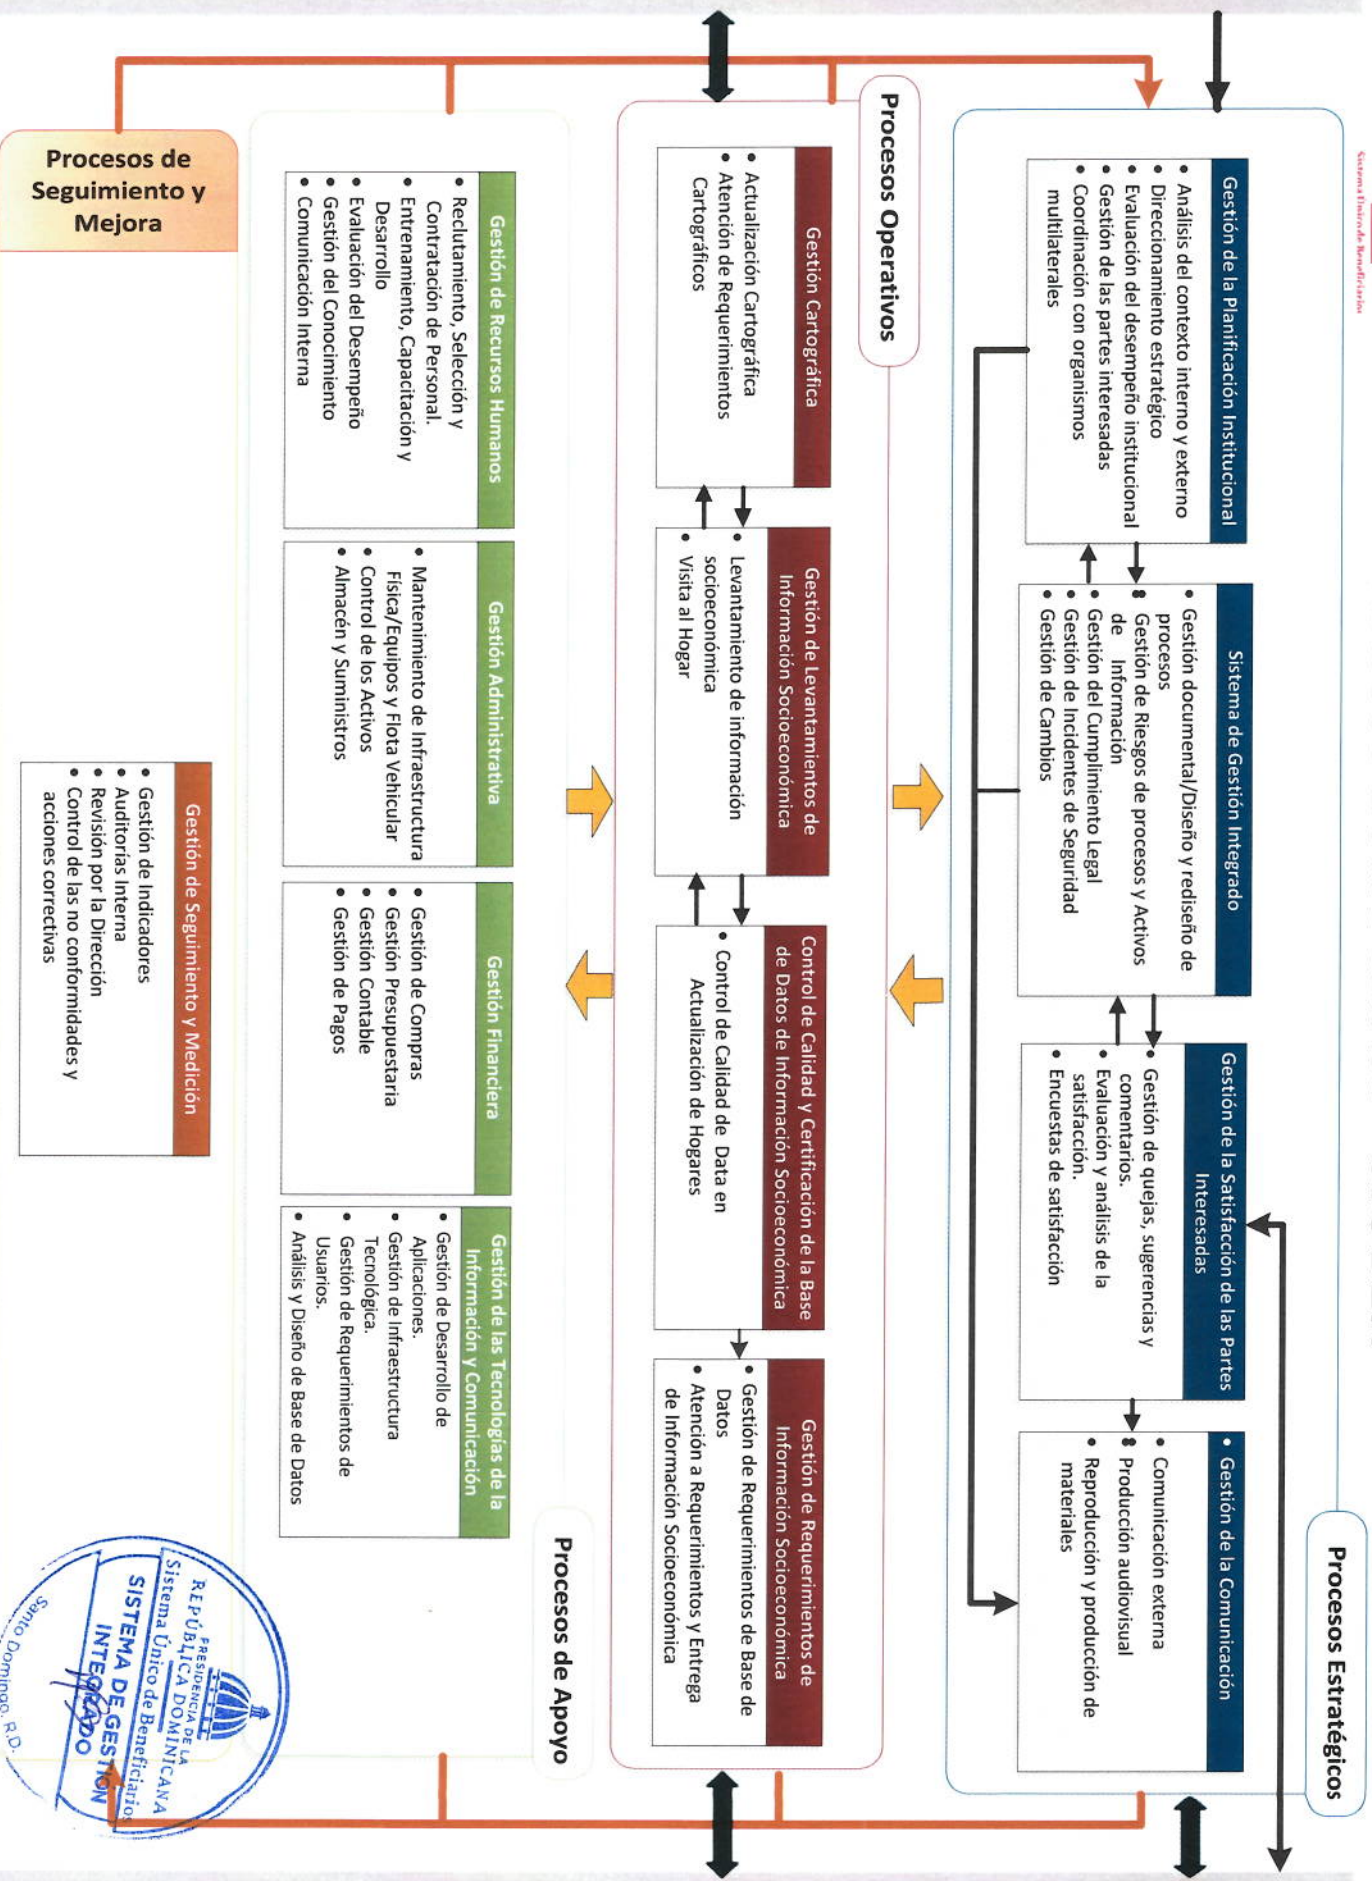 Sistema Único de Beneficiarios
Procesos Estratégicos
Gestión de la Planificación Institucional
• Análisis del contexto interno y externo
• Direccionamiento estratégico
• Evaluación del desempeño institucional
• Gestión de las partes interesadas
• Coordinación con organismos
multilaterales
Sistema de Gestión Integrado
• Gestión documental/Diseño y rediseño de
procesos
• Gestión de Riesgos de procesos y Activos
de Información
• Gestión del Cumplimiento Legal
• Gestión de Incidentes de Seguridad
• Gestión de Cambios
Gestión de la Satisfacción de las Partes
Interesadas
• Gestión de quejas, sugerencias y
comentarios.
• Evaluación y análisis de la
satisfacción.
• Encuestas de satisfacción
• Gestión de la Comunicación
• Comunicación externa
• Producción audiovisual
• Reproducción y producción de
materiales
Procesos Operativos
Gestión Cartográfica
• Actualización Cartográfica
• Atención de Requerimientos
Cartográficos
Gestión de Levantamientos de
Información Socioeconómica
• Levantamiento de información
socioeconómica
• Visita al Hogar
Control de Calidad y Certificación de la Base
de Datos de Información Socioeconómica
• Control de Calidad de Data en
Actualización de Hogares
Gestión de Requerimientos de
Información Socioeconómica
• Gestión de Requerimientos de Base de
Datos
• Atención a Requerimientos y Entrega
de Información Socioeconómica
Procesos de Apoyo
Gestión de Recursos Humanos
• Reclutamiento, Selección y
Contratación de Personal.
• Entrenamiento, Capacitación y
Desarrollo
• Evaluación del Desempeño
• Gestión del Conocimiento
• Comunicación Interna
Gestión Administrativa
• Mantenimiento de Infraestructura
Física/Equipos y Flota Vehicular
• Control de los Activos
• Almacén y Suministros
Gestión Financiera
• Gestión de Compras
• Gestión Presupuestaria
• Gestión Contable
• Gestión de Pagos
Gestión de las Tecnologías de la
Información y Comunicación
• Gestión de Desarrollo de
Aplicaciones.
• Gestión de Infraestructura
Tecnológica.
• Gestión de Requerimientos de
Usuarios.
• Análisis y Diseño de Base de Datos
Procesos de
Seguimiento y
Mejora
Gestión de Seguimiento y Medición
• Gestión de Indicadores
• Auditorías Interna
• Revisión por la Dirección
• Control de las no conformidades y
acciones correctivas
PRESIDENCIA DE LA
REPÚBLICA DOMINICANA
Sistema Único de Beneficiarios
SISTEMA DE GESTIÓN
INTEGRADO
Santo Domingo, R.D.